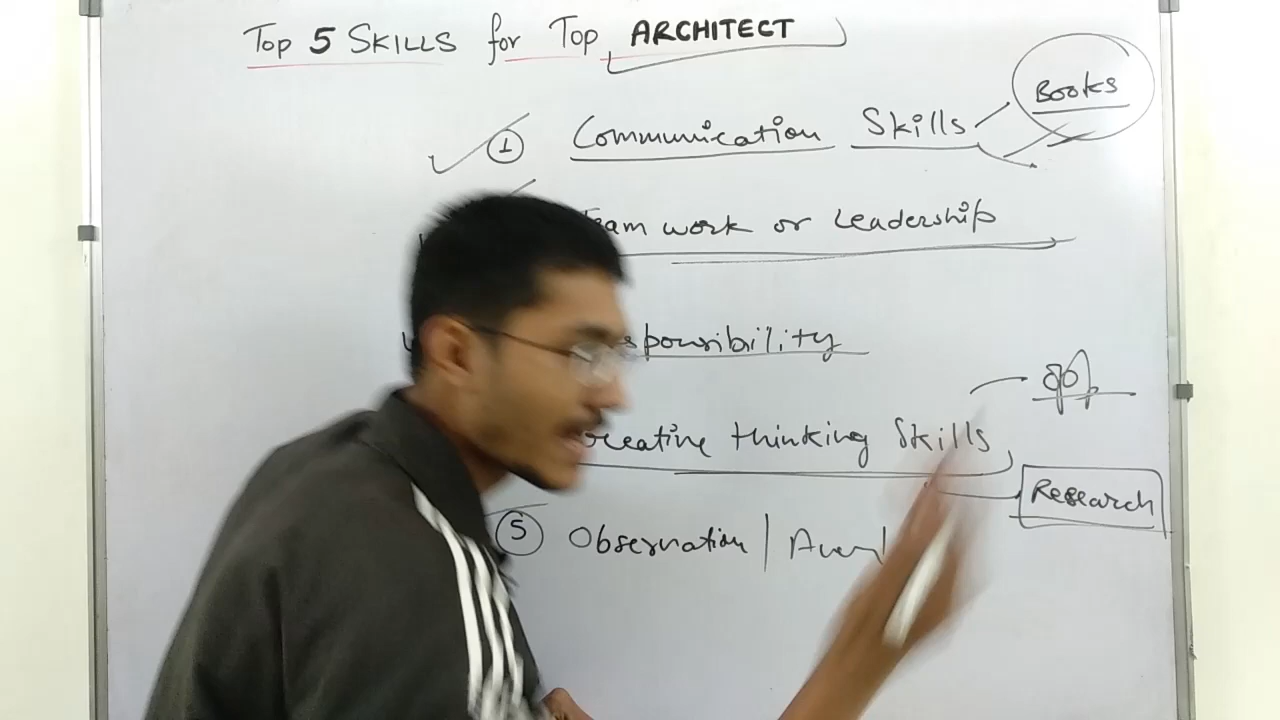 Top 5 SKILLS for Top ARCHITECT
① Communication Skills
Books
Team work or leadership
sponsibility
Creative thinking Skills
Research
⑤ Observation |